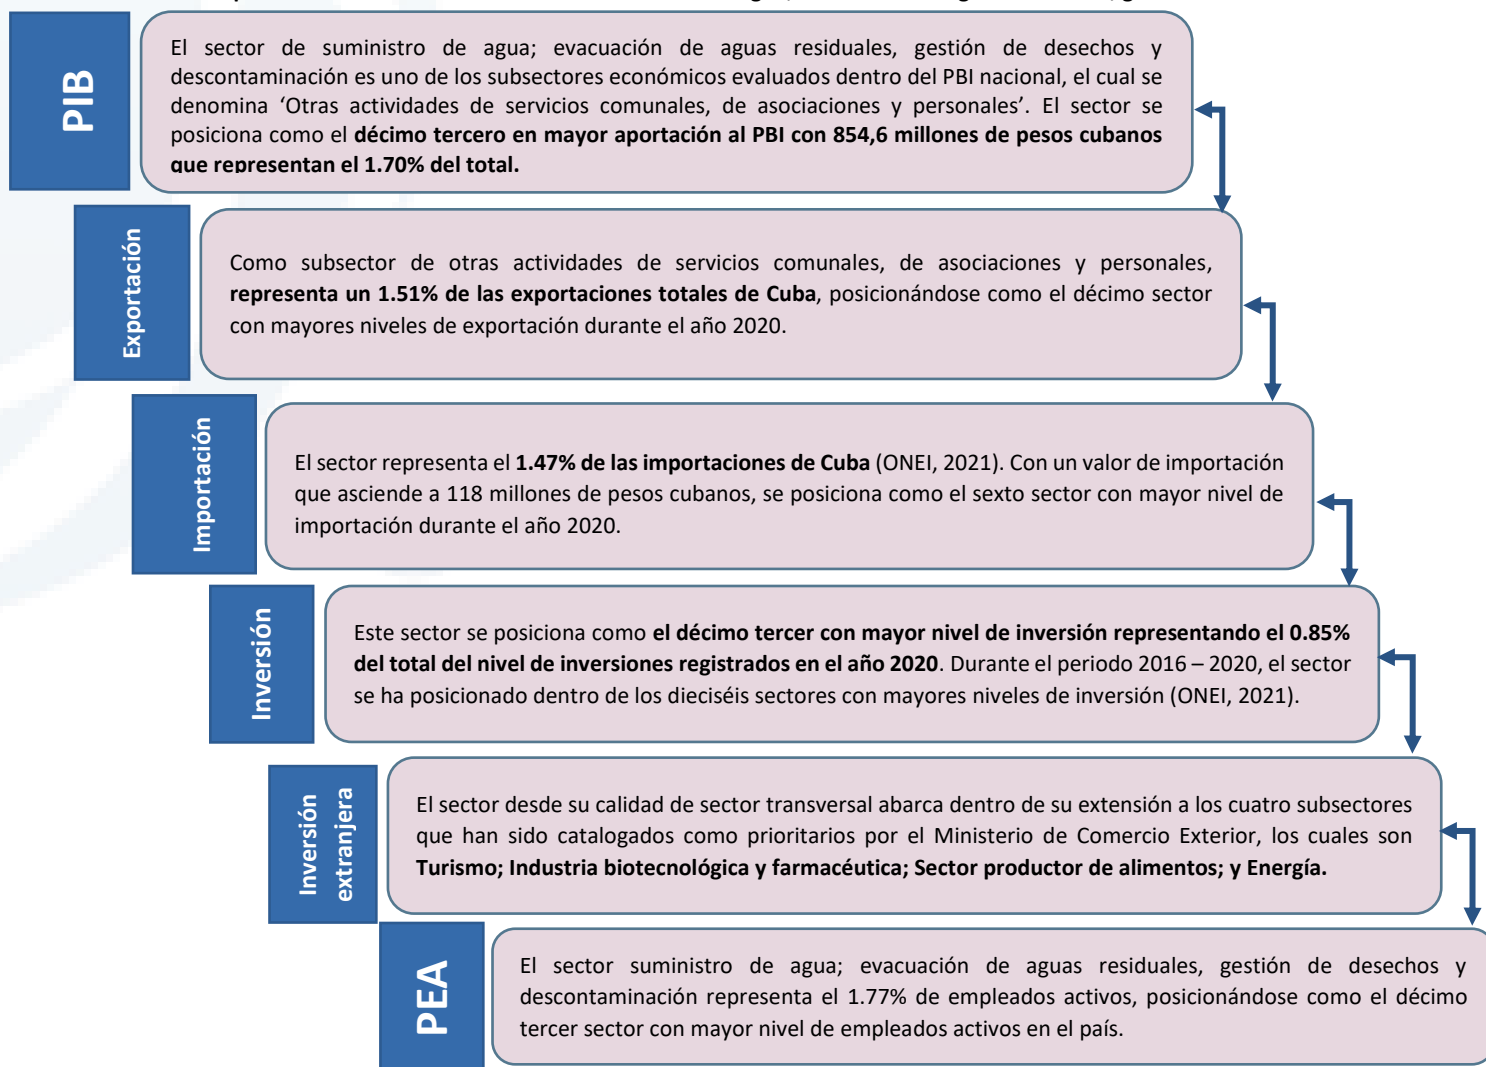 PIB
El sector de suministro de agua; evacuación de aguas residuales, gestión de desechos y
descontaminación es uno de los subsectores económicos evaluados dentro del PBI nacional, el cual se
denomina ‘Otras actividades de servicios comunales, de asociaciones y personales’. El sector se
posiciona como el décimo tercero en mayor aportación al PBI con 854,6 millones de pesos cubanos
que representan el 1.70% del total.
Exportación
Como subsector de otras actividades de servicios comunales, de asociaciones y personales,
representa un 1.51% de las exportaciones totales de Cuba, posicionándose como el décimo sector
con mayores niveles de exportación durante el año 2020.
Importación
El sector representa el 1.47% de las importaciones de Cuba (ONEI, 2021). Con un valor de importación
que asciende a 118 millones de pesos cubanos, se posiciona como el sexto sector con mayor nivel de
importación durante el año 2020.
Inversión
Este sector se posiciona como el décimo tercer con mayor nivel de inversión representando el 0.85%
del total del nivel de inversiones registrados en el año 2020. Durante el periodo 2016 – 2020, el sector
se ha posicionado dentro de los dieciséis sectores con mayores niveles de inversión (ONEI, 2021).
Inversión
extranjera
El sector desde su calidad de sector transversal abarca dentro de su extensión a los cuatro subsectores
que han sido catalogados como prioritarios por el Ministerio de Comercio Exterior, los cuales son
Turismo; Industria biotecnológica y farmacéutica; Sector productor de alimentos; y Energía.
PEA
El sector suministro de agua; evacuación de aguas residuales, gestión de desechos y
descontaminación representa el 1.77% de empleados activos, posicionándose como el décimo
tercer sector con mayor nivel de empleados activos en el país.